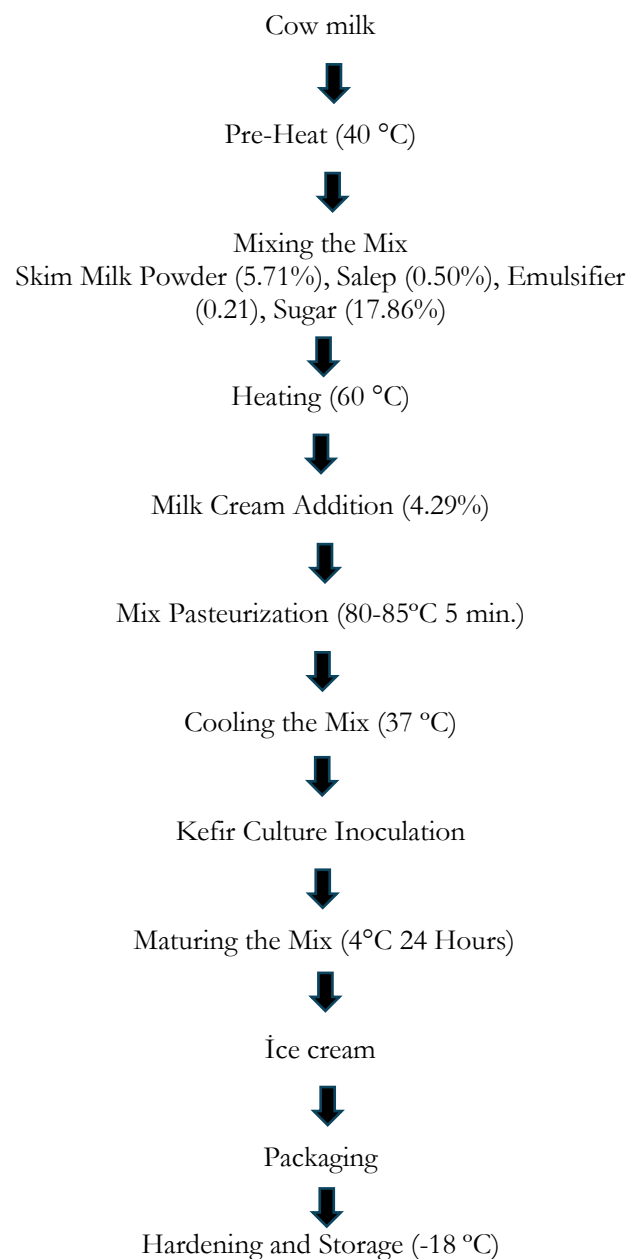 Cow milk
Pre-Heat (40 °C)
Mixing the Mix
Skim Milk Powder (5.71%), Salep (0.50%), Emulsifier
(0.21), Sugar (17.86%)
Heating (60 °C)
Milk Cream Addition (4.29%)
Mix Pasteurization (80-85ºC 5 min.)
Cooling the Mix (37 ºC)
Kefir Culture Inoculation
Maturing the Mix (4°C 24 Hours)
İce cream
Packaging
Hardening and Storage (-18 ºC)